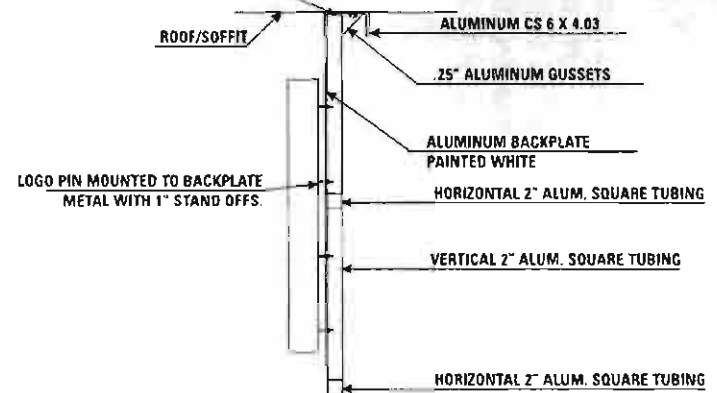 ROOF/SOFFIT
ALUMINUM CS 6 X 4.03
.25" ALUMINUM GUSSETS
ALUMINUM BACKPLATE
PAINTED WHITE
LOGO PIN MOUNTED TO BACKPLATE
METAL WITH 1" STAND OFFS.
HORIZONTAL 2" ALUM. SQUARE TUBING
VERTICAL 2" ALUM. SQUARE TUBING
HORIZONTAL 2" ALUM. SQUARE TUBING